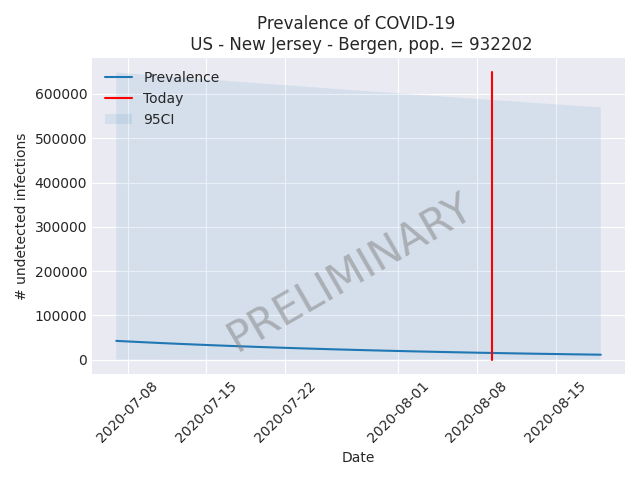 Prevalence of COVID-19
US - New Jersey - Bergen, pop. = 932202
Prevalence
Today
95CI
600000
500000
400000
300000
200000
100000
0
# undetected infections
PRELIMINARY
2020-07-08
2020-07-15
2020-07-22
2020-08-01
2020-08-08
2020-08-15
Date